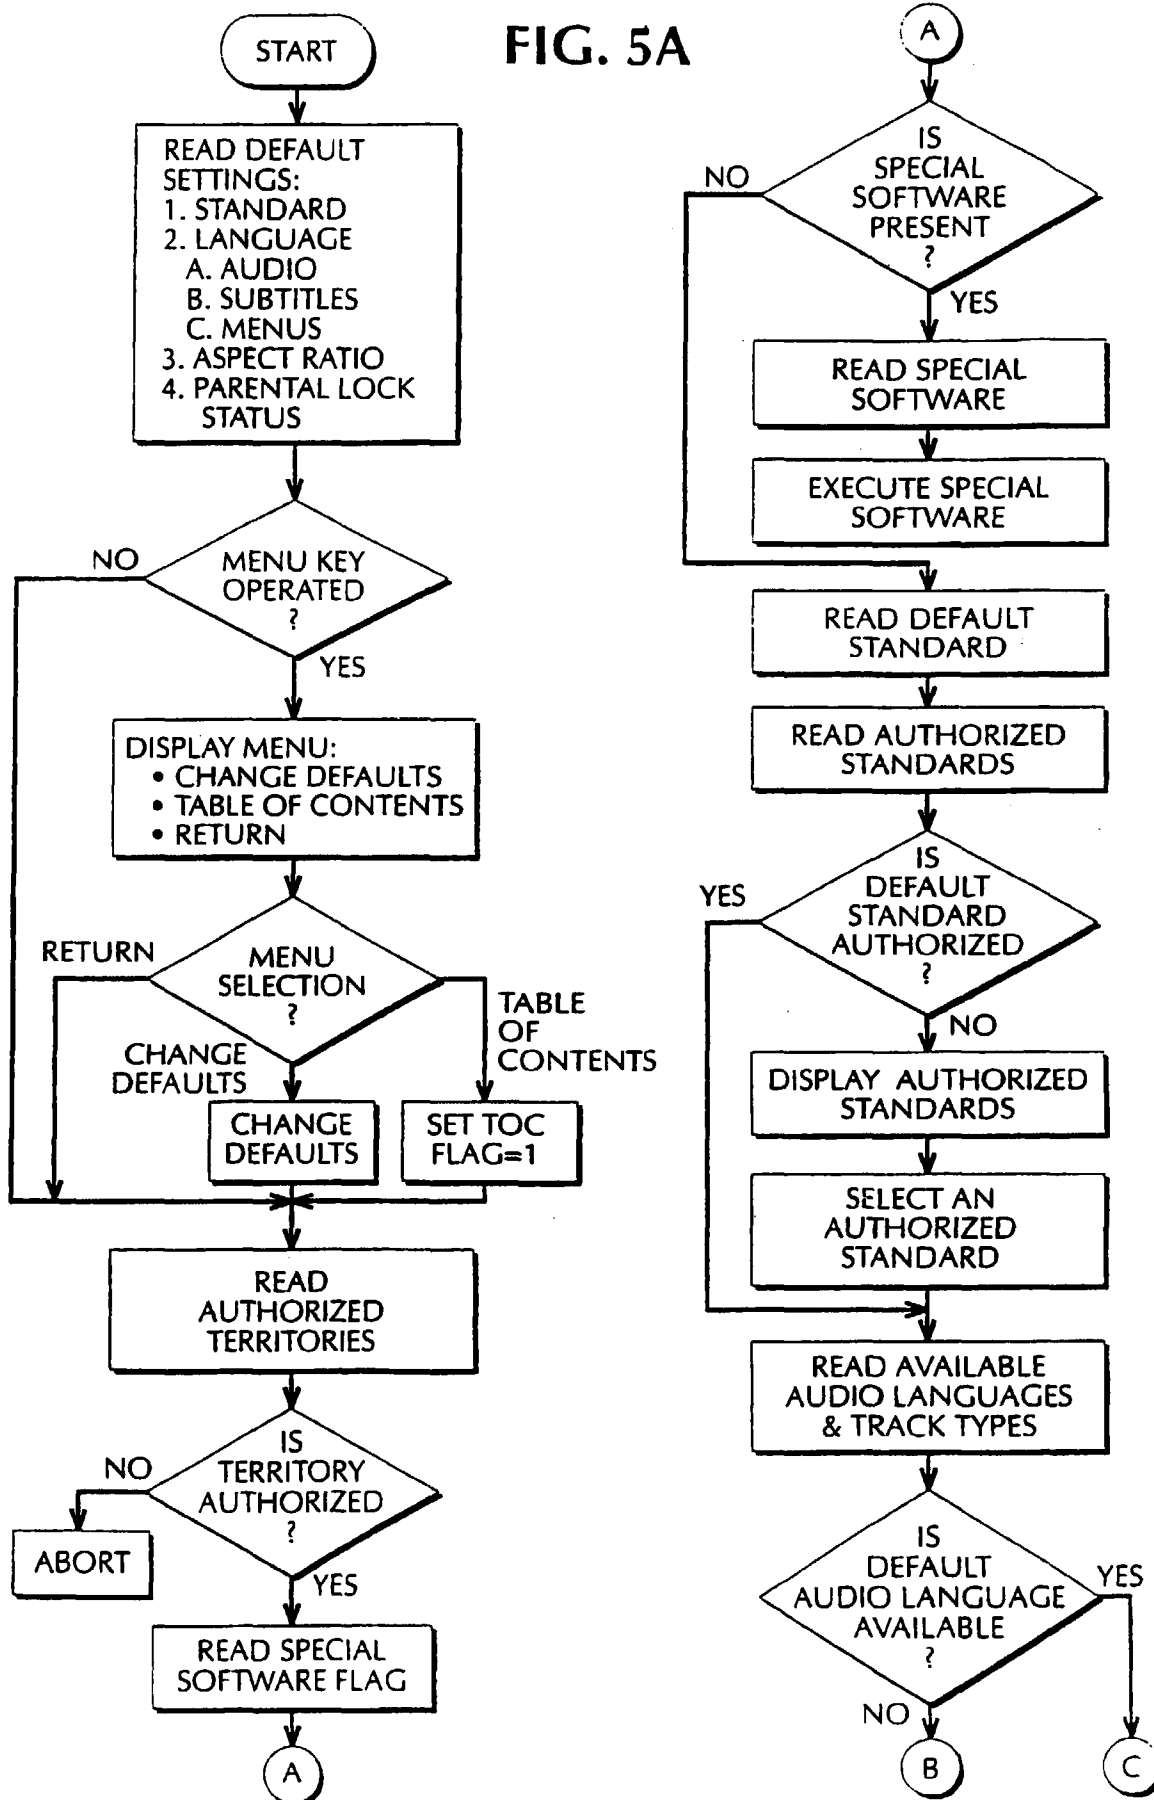 FIG. 5A
START
READ DEFAULT
SETTINGS:
1. STANDARD
2. LANGUAGE
A. AUDIO
B. SUBTITLES
C. MENUS
3. ASPECT RATIO
4. PARENTAL LOCK
STATUS
NO
MENU KEY
OPERATED
?
YES
DISPLAY MENU:
• CHANGE DEFAULTS
• TABLE OF CONTENTS
• RETURN
RETURN
MENU
SELECTION
?
TABLE
OF
CONTENTS
CHANGE
DEFAULTS
CHANGE
DEFAULTS
SET TOC
FLAG=1
READ
AUTHORIZED
TERRITORIES
NO
IS
TERRITORY
AUTHORIZED
?
ABORT
YES
READ SPECIAL
SOFTWARE FLAG
A
A
NO
IS
SPECIAL
SOFTWARE
PRESENT
?
YES
READ SPECIAL
SOFTWARE
EXECUTE SPECIAL
SOFTWARE
READ DEFAULT
STANDARD
READ AUTHORIZED
STANDARDS
YES
IS
DEFAULT
STANDARD
AUTHORIZED
?
NO
DISPLAY AUTHORIZED
STANDARDS
SELECT AN
AUTHORIZED
STANDARD
READ AVAILABLE
AUDIO LANGUAGES
& TRACK TYPES
IS
DEFAULT
AUDIO LANGUAGE
AVAILABLE
?
YES
NO
B
C